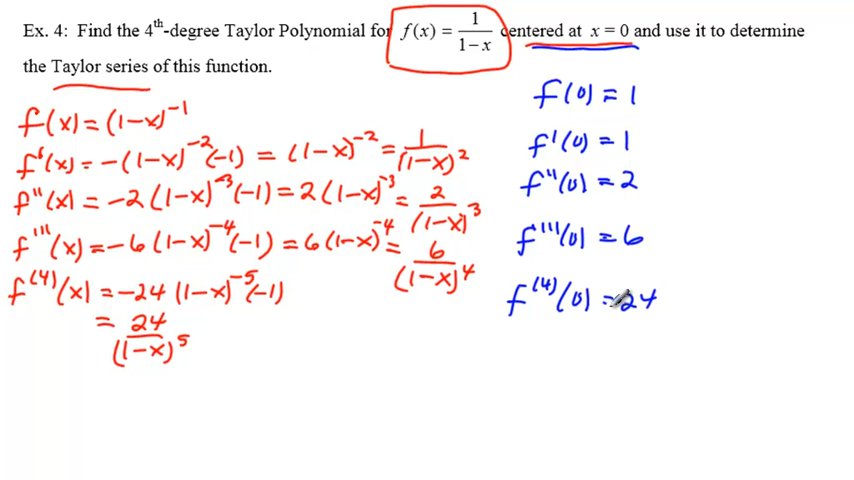 Ex. 4: Find the 4th-degree Taylor Polynomial for f(x) = 1/(1−x) centered at x = 0 and use it to determine
the Taylor series of this function.
f(x) = (1−x)^-1
f'(x) = −(1−x)^-2 (−1) = (1−x)^-2 = 1/(1−x)^2
f''(x) = −2(1−x)^-3 (−1) = 2(1−x)^-3 = 2/(1−x)^3
f'''(x) = −6(1−x)^-4 (−1) = 6(1−x)^-4 = 6/(1−x)^4
f^(4)(x) = −24(1−x)^-5 (−1)
= 24/(1−x)^5
f(0) = 1
f'(0) = 1
f''(0) = 2
f'''(0) = 6
f^(4)(0) = 24